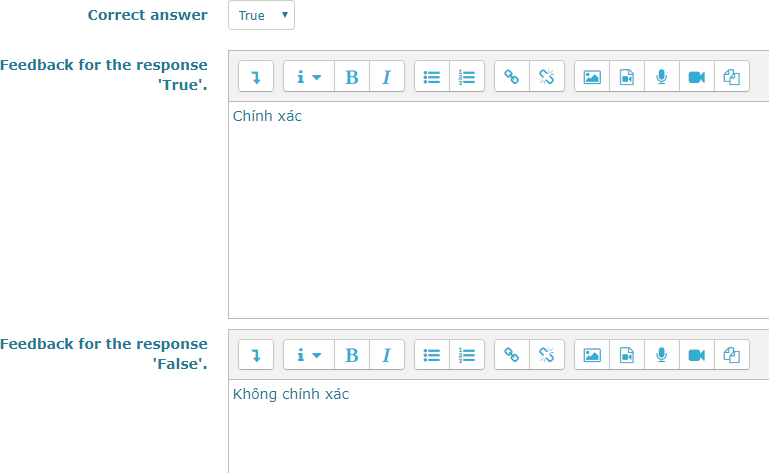 Correct answer
True
Feedback for the response
'True'.
Chính xác
Feedback for the response
'False'.
Không chính xác